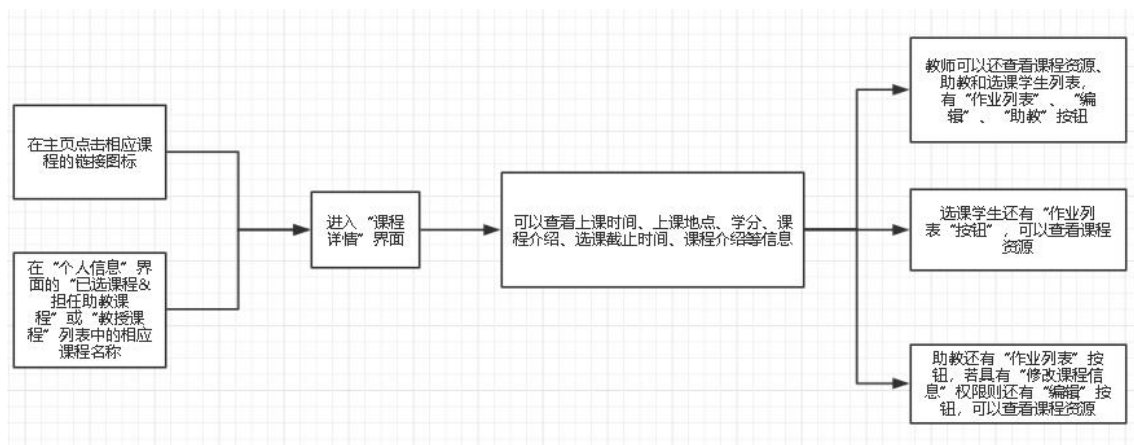 在主页点击相应课
程的链接图标
在“个人信息”界
面的“已选课程&
担任助教课
程”或“教授课
程”列表中的相应
课程名称
进入“课程
详情”界面
可以查看上课时间、上课地点、学分、课
程介绍、选课截止时间、课程介绍等信息
教师可以还查看课程资源、
助教和选课学生列表，
有“作业列表”、“编
辑”、“助教”按钮
选课学生还有“作业列
表“按钮”，可以查看课程
资源
助教还有“作业列表”按
钮，若具有“修改课程信
息”权限则还有“编辑”按
钮，可以查看课程资源